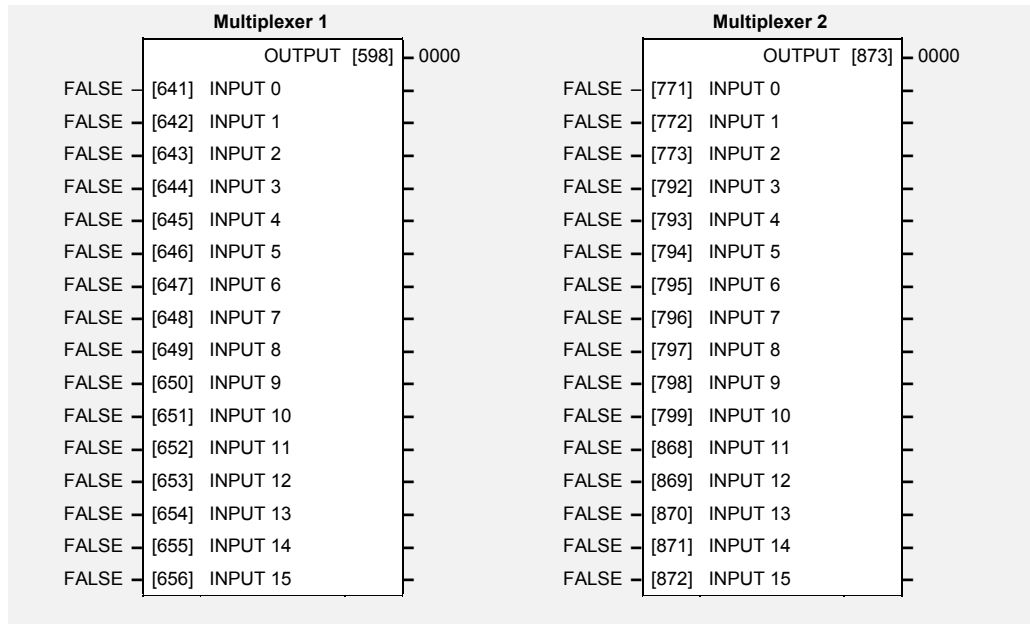 Multiplexer 1
OUTPUT [598] 0000
FALSE [641] INPUT 0
FALSE [642] INPUT 1
FALSE [643] INPUT 2
FALSE [644] INPUT 3
FALSE [645] INPUT 4
FALSE [646] INPUT 5
FALSE [647] INPUT 6
FALSE [648] INPUT 7
FALSE [649] INPUT 8
FALSE [650] INPUT 9
FALSE [651] INPUT 10
FALSE [652] INPUT 11
FALSE [653] INPUT 12
FALSE [654] INPUT 13
FALSE [655] INPUT 14
FALSE [656] INPUT 15
Multiplexer 2
OUTPUT [873] 0000
FALSE [771] INPUT 0
FALSE [772] INPUT 1
FALSE [773] INPUT 2
FALSE [792] INPUT 3
FALSE [793] INPUT 4
FALSE [794] INPUT 5
FALSE [795] INPUT 6
FALSE [796] INPUT 7
FALSE [797] INPUT 8
FALSE [798] INPUT 9
FALSE [799] INPUT 10
FALSE [868] INPUT 11
FALSE [869] INPUT 12
FALSE [870] INPUT 13
FALSE [871] INPUT 14
FALSE [872] INPUT 15